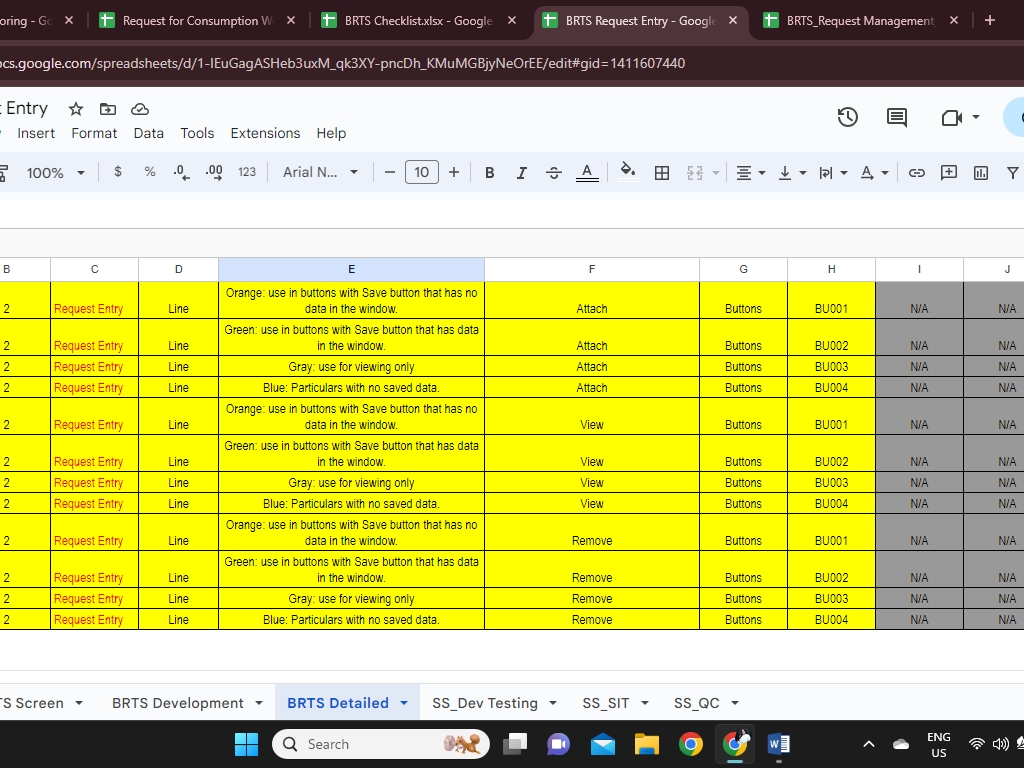 oring - Go
Request for Consumption W
BRTS Checklist.xlsx - Google
BRTS Request Entry - Google
BRTS_Request Management
ocs.google.com/spreadsheets/d/1-IEuGagASHeb3uxM_qk3XY-pncDh_KMuMGBjyNeOrEE/edit#gid=1411607440
t Entry
Insert Format Data Tools Extensions Help
100% $ % .0 .00 123 Arial N... 10 B I A
B C D E F G H I J
2 Request Entry Line Orange: use in buttons with Save button that has no data in the window. Attach Buttons BU001 N/A N/A
2 Request Entry Line Green: use in buttons with Save button that has data in the window. Attach Buttons BU002 N/A N/A
2 Request Entry Line Gray: use for viewing only Attach Buttons BU003 N/A N/A
2 Request Entry Line Blue: Particulars with no saved data. Attach Buttons BU004 N/A N/A
2 Request Entry Line Orange: use in buttons with Save button that has no data in the window. View Buttons BU001 N/A N/A
2 Request Entry Line Green: use in buttons with Save button that has data in the window. View Buttons BU002 N/A N/A
2 Request Entry Line Gray: use for viewing only View Buttons BU003 N/A N/A
2 Request Entry Line Blue: Particulars with no saved data. View Buttons BU004 N/A N/A
2 Request Entry Line Orange: use in buttons with Save button that has no data in the window. Remove Buttons BU001 N/A N/A
2 Request Entry Line Green: use in buttons with Save button that has data in the window. Remove Buttons BU002 N/A N/A
2 Request Entry Line Gray: use for viewing only Remove Buttons BU003 N/A N/A
2 Request Entry Line Blue: Particulars with no saved data. Remove Buttons BU004 N/A N/A
TS Screen BRTS Development BRTS Detailed SS_Dev Testing SS_SIT SS_QC
Search
ENG
US